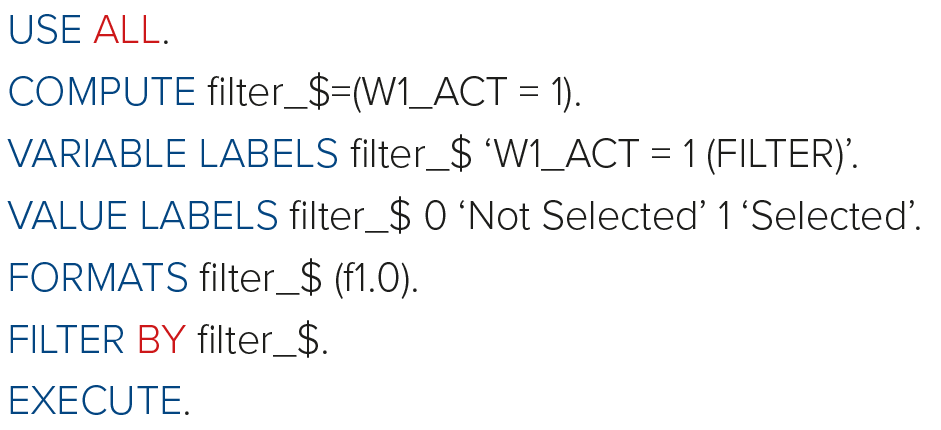 USE ALL.
COMPUTE filter_$=(W1_ACT = 1).
VARIABLE LABELS filter_$ ‘W1_ACT = 1 (FILTER)’.
VALUE LABELS filter_$ 0 ‘Not Selected’ 1 ‘Selected’.
FORMATS filter_$ (f1.0).
FILTER BY filter_$.
EXECUTE.